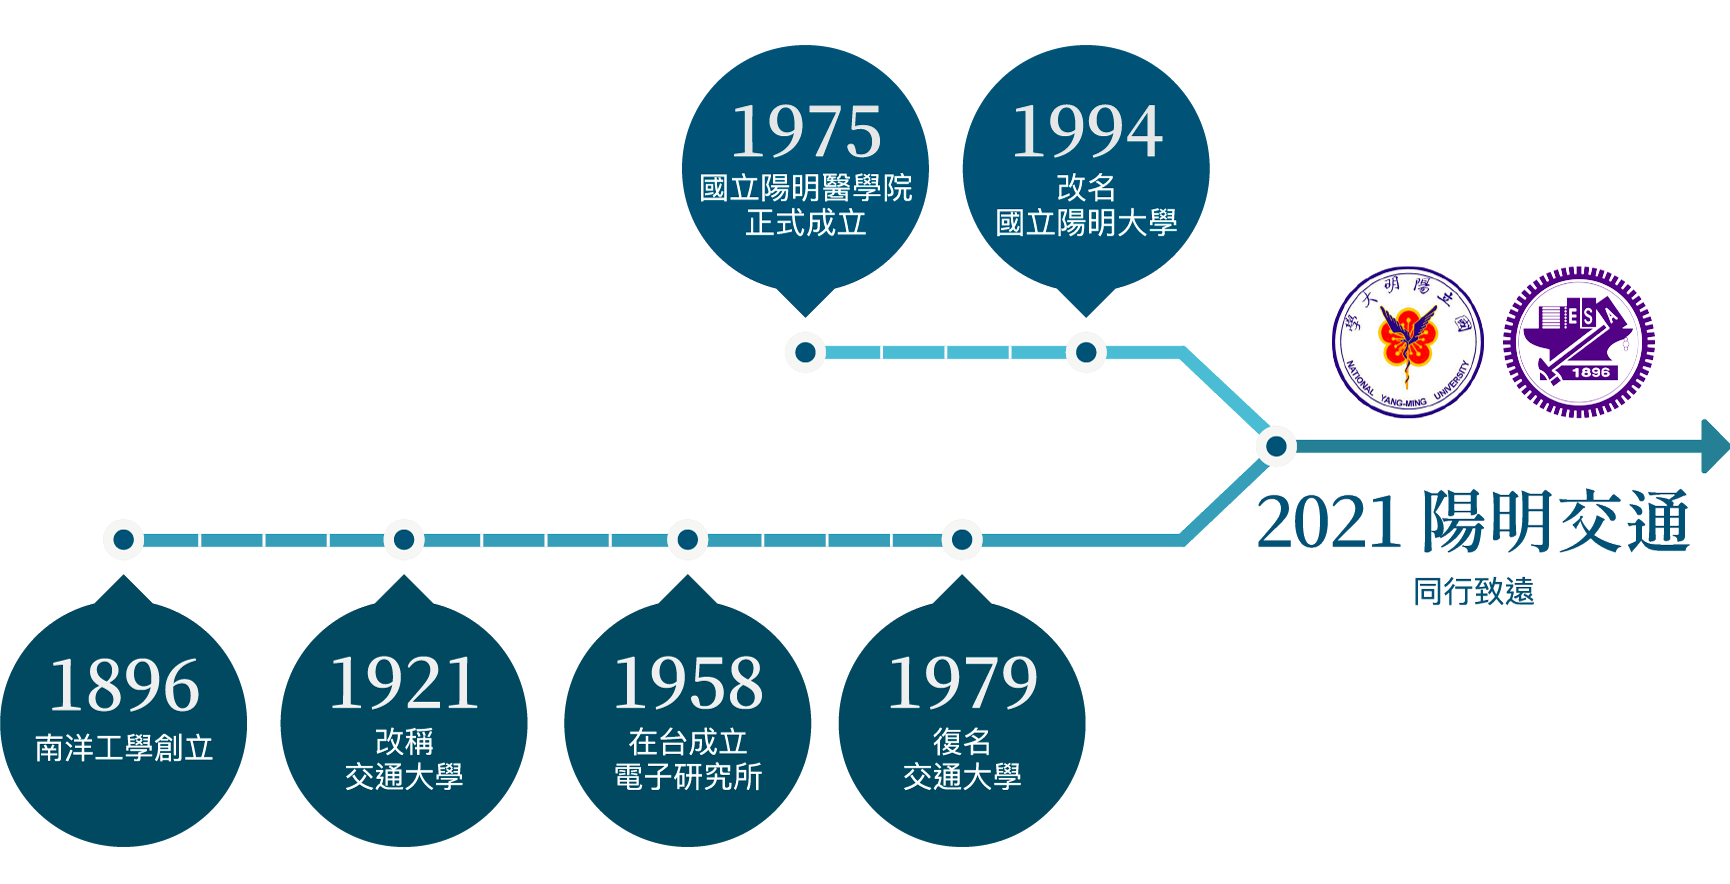 1975
國立陽明醫學院
正式成立
1994
改名
國立陽明大學
國立陽明大學
NATIONAL YANG-MING UNIVERSITY
E S A
1896
2021 陽明交通
同行致遠
1896
南洋工學創立
1921
改稱
交通大學
1958
在台成立
電子研究所
1979
復名
交通大學